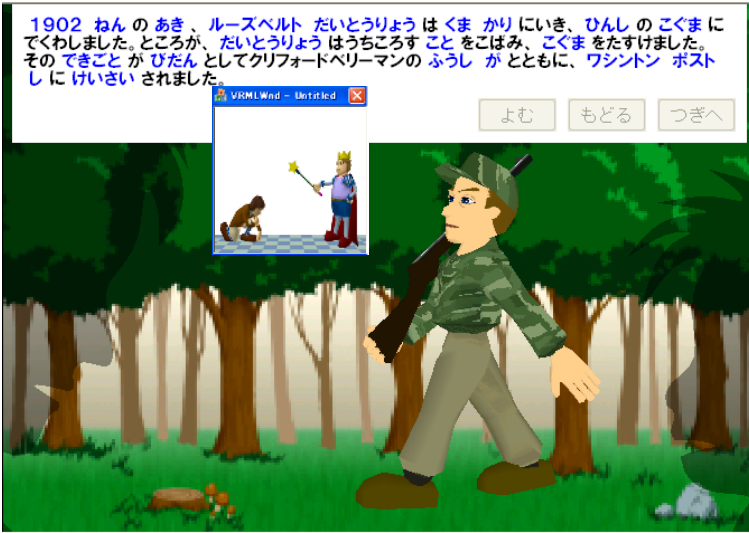 1902 ねん の あき 、 ルーズベルト だいとうりょう は くま かり にいき、 ひんし の こぐま に
でくわしました。ところが、 だいとうりょう はうちころす こと をこばみ、 こぐま をたすけました。
その できごと が びだん としてクリフォードベリーマンの ふうし が とともに、 ワシントン ポスト
し に けいさい されました。
よむ もどる つぎへ
VRMLWnd - Untitled